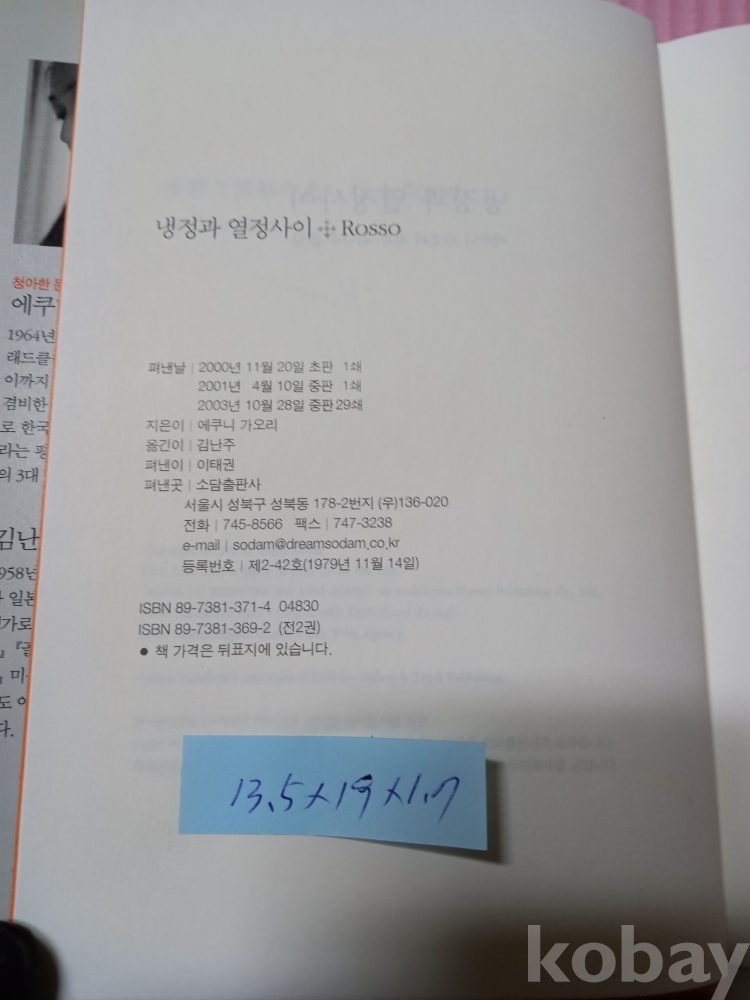 냉정과 열정사이 Rosso
펴낸날 | 2000년 11월 20일 초판 1쇄
2001년 4월 10일 중판 1쇄
2003년 10월 28일 중판 29쇄
지은이 | 에쿠니 가오리
옮긴이 | 김난주
펴낸이 | 이태권
펴낸곳 | 소담출판사
서울시 성북구 성북동 178-2번지 (우)136-020
전화 | 745-8566 팩스 | 747-3238
e-mail | sodam@dreamsodam.co.kr
등록번호 | 제2-42호(1979년 11월 14일)
ISBN 89-7381-371-4 04830
ISBN 89-7381-369-2 (전2권)
● 책 가격은 뒤표지에 있습니다.
13.5×19×1.7
청아한
에쿠
1964년
래드클
이까지
겸비한
로 한국
라는 평
의 3대
김난
1958년
일본
가로
미
도 이
다.
kobay